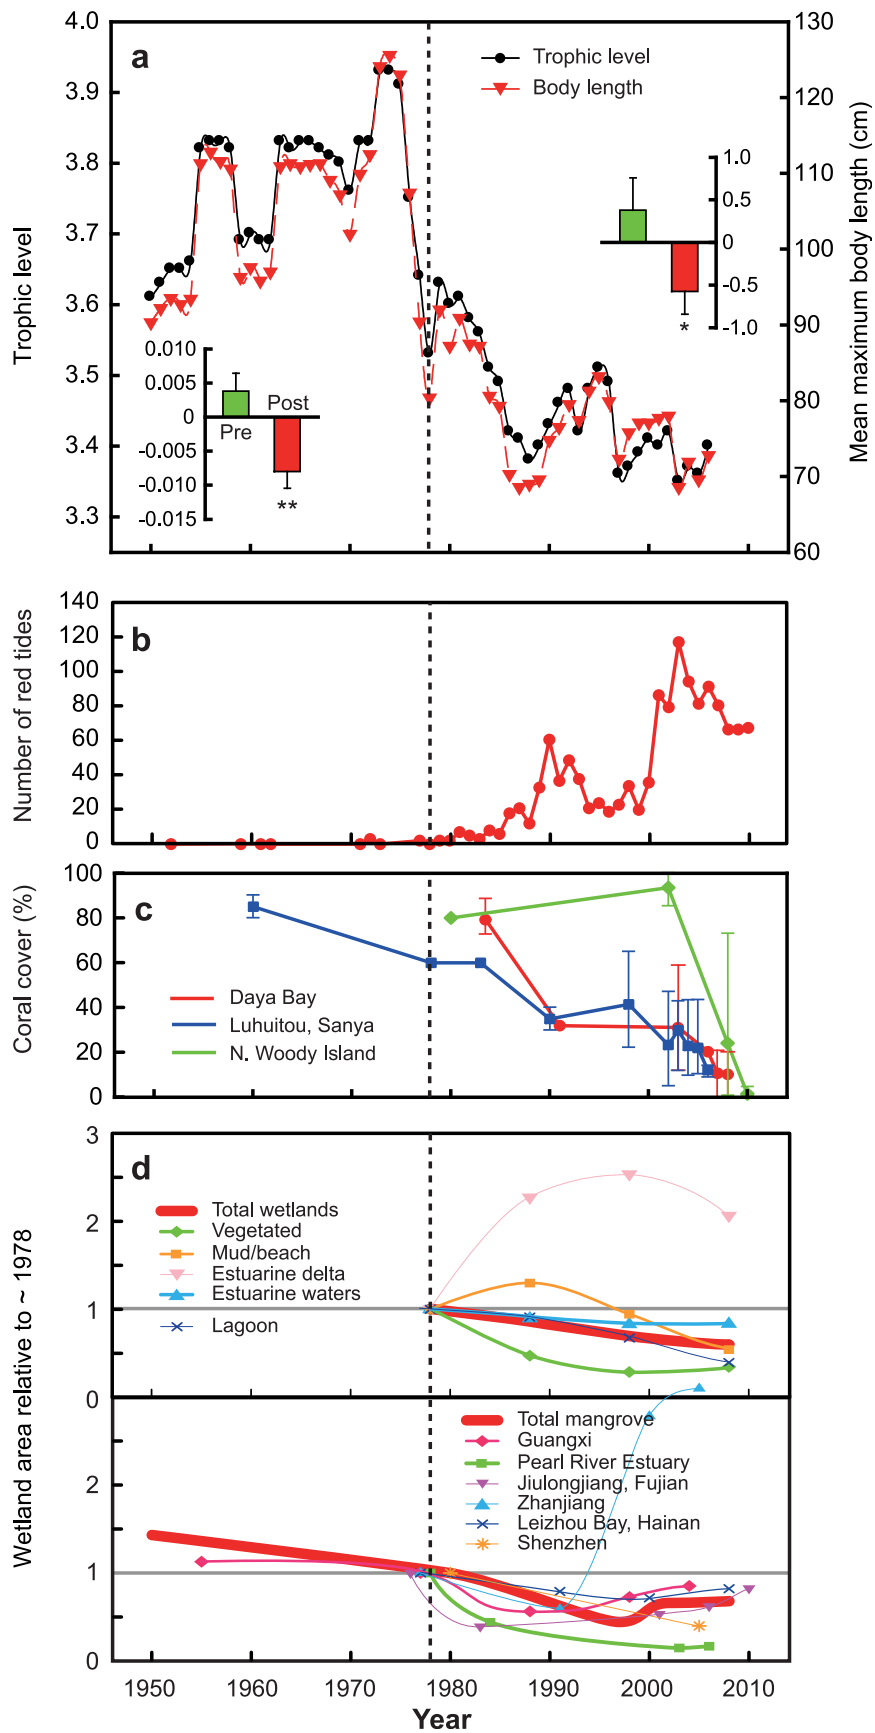 a
Trophic level
Body length
4.0
3.9
3.8
3.7
3.6
3.5
3.4
3.3
Trophic level
130
120
110
100
90
80
70
60
Mean maximum body length (cm)
1.0
0.5
0
-0.5
-1.0
*
0.010
0.005
0
-0.005
-0.010
-0.015
Pre
Post
**
b
140
120
100
80
60
40
20
0
Number of red tides
c
100
80
60
40
20
0
Coral cover (%)
Daya Bay
Luhuitou, Sanya
N. Woody Island
d
3
2
1
0
Wetland area relative to ~ 1978
Total wetlands
Vegetated
Mud/beach
Estuarine delta
Estuarine waters
Lagoon
2
1
0
Total mangrove
Guangxi
Pearl River Estuary
Jiulongjiang, Fujian
Zhanjiang
Leizhou Bay, Hainan
Shenzhen
1950 1960 1970 1980 1990 2000 2010
Year